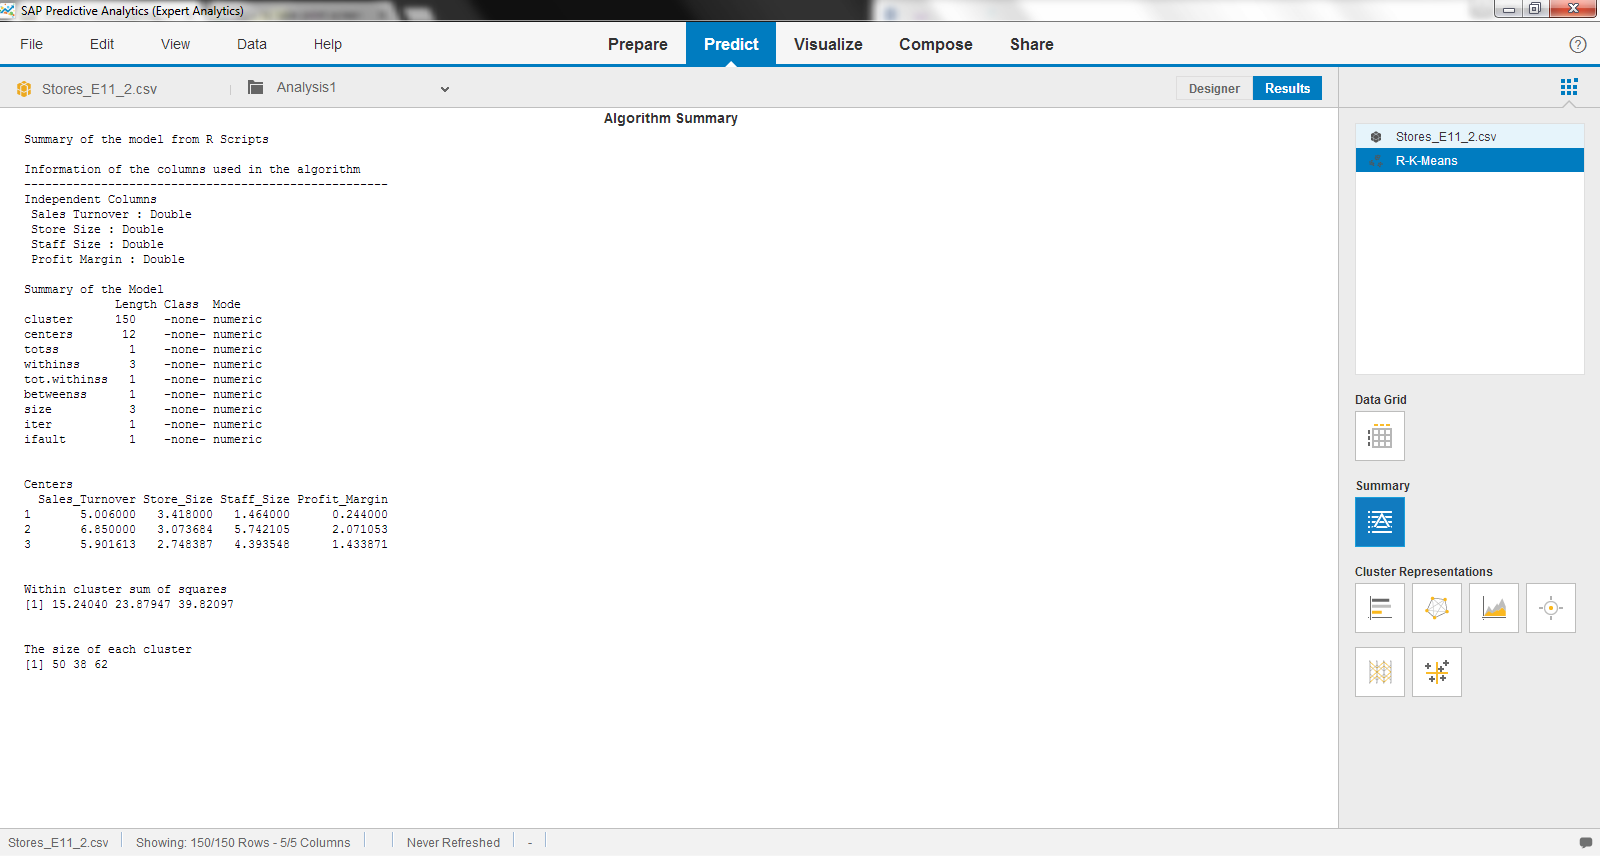 SAP Predictive Analytics (Expert Analytics)
File Edit View Data Help Prepare Predict Visualize Compose Share
Stores_E11_2.csv Analysis1 Designer Results
Algorithm Summary
Summary of the model from R Scripts
Information of the columns used in the algorithm
----------------------------------------------------
Independent Columns
Sales Turnover : Double
Store Size : Double
Staff Size : Double
Profit Margin : Double
Summary of the Model
Length Class Mode
cluster 150 -none- numeric
centers 12 -none- numeric
totss 1 -none- numeric
withinss 3 -none- numeric
tot.withinss 1 -none- numeric
betweenss 1 -none- numeric
size 3 -none- numeric
iter 1 -none- numeric
ifault 1 -none- numeric
Centers
Sales_Turnover Store_Size Staff_Size Profit_Margin
1 5.006000 3.418000 1.464000 0.244000
2 6.850000 3.073684 5.742105 2.071053
3 5.901613 2.748387 4.393548 1.433871
Within cluster sum of squares
[1] 15.24040 23.87947 39.82097
The size of each cluster
[1] 50 38 62
Stores_E11_2.csv
R-K-Means
Data Grid
Summary
Cluster Representations
Stores_E11_2.csv Showing: 150/150 Rows - 5/5 Columns Never Refreshed -